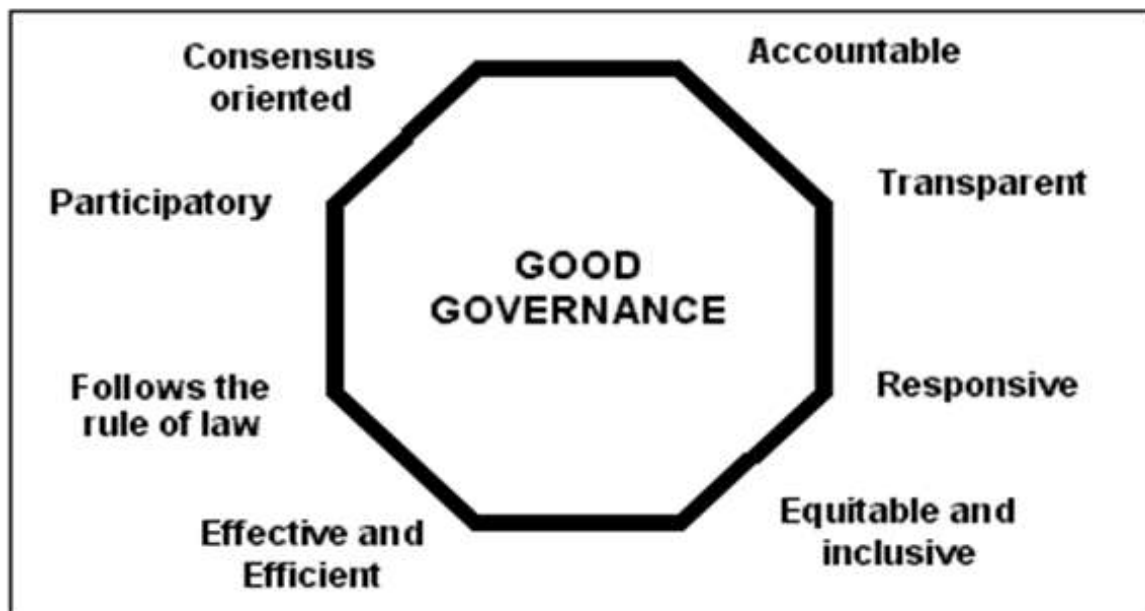 Consensus
oriented
Accountable
Participatory
Transparent
GOOD
GOVERNANCE
Follows the
rule of law
Responsive
Effective and
Efficient
Equitable and
inclusive